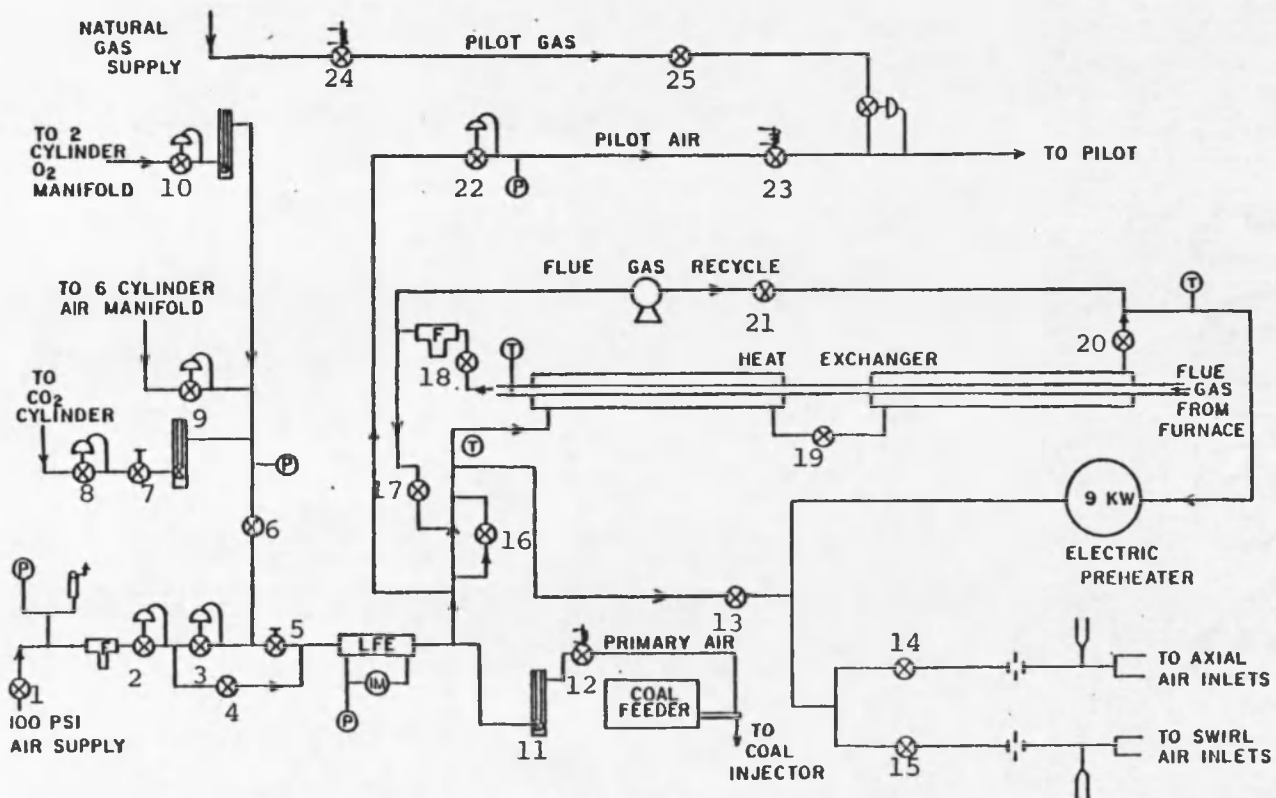 NATURAL
GAS
SUPPLY
24
PILOT GAS
25
TO 2
CYLINDER
O2
MANIFOLD
10
22
P
PILOT AIR
23
TO PILOT
TO 6 CYLINDER
AIR MANIFOLD
9
FLUE GAS RECYCLE
21
T
20
F
18
T
HEAT EXCHANGER
FLUE
GAS
FROM
FURNACE
TO
CO2
CYLINDER
8
7
P
6
T
19
17
16
9 KW
ELECTRIC
PREHEATER
P
F
1
2
3
4
5
100 PSI
AIR SUPPLY
LFE
P
IM
13
11
12
PRIMARY AIR
COAL
FEEDER
TO
COAL
INJECTOR
14
TO AXIAL
AIR INLETS
15
TO SWIRL
AIR INLETS